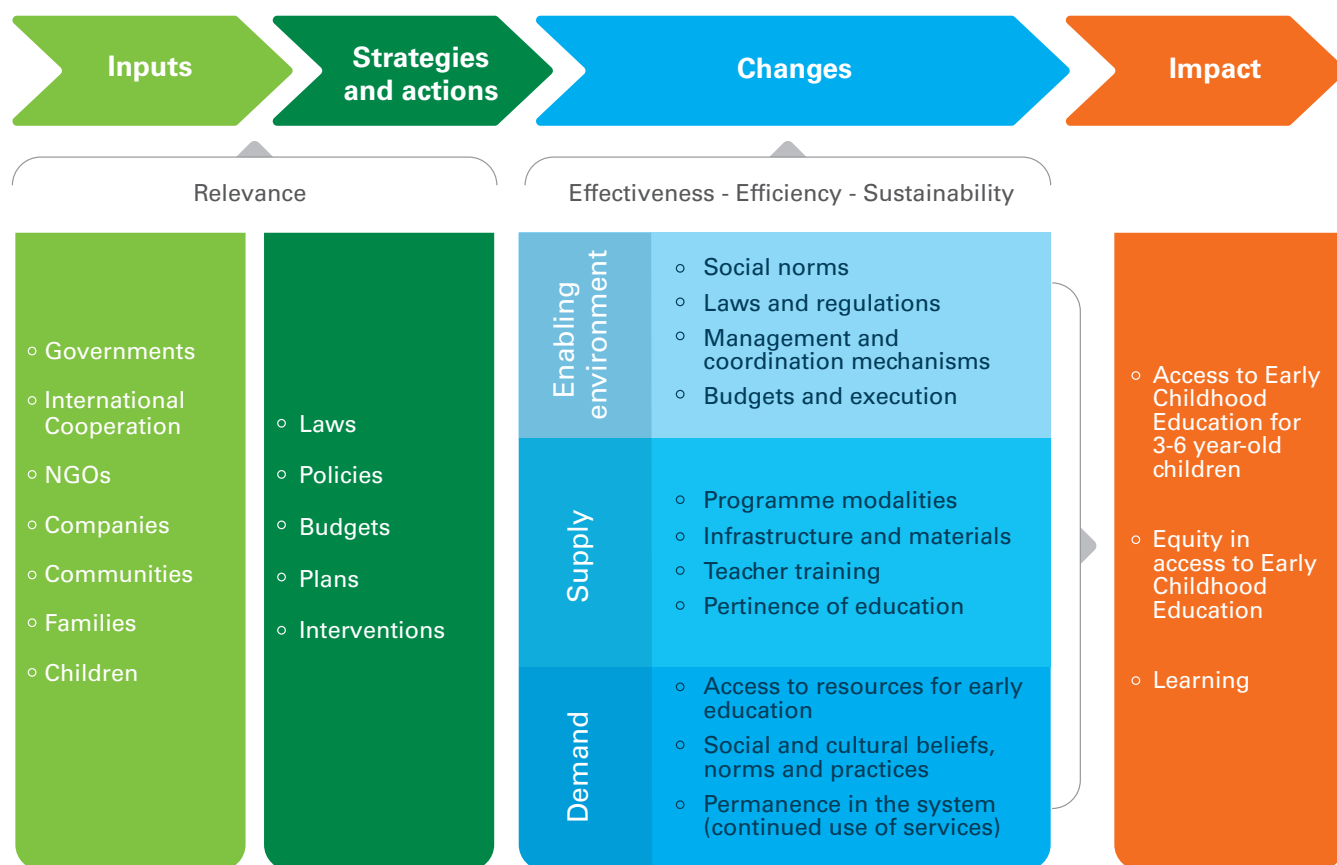 Inputs
Strategies
and actions
Changes
Impact
Relevance
Effectiveness - Efficiency - Sustainability
Governments
International
Cooperation
NGOs
Companies
Communities
Families
Children
Laws
Policies
Budgets
Plans
Interventions
Enabling
environment
Social norms
Laws and regulations
Management and
coordination mechanisms
Budgets and execution
Supply
Programme modalities
Infrastructure and materials
Teacher training
Pertinence of education
Demand
Access to resources for early
education
Social and cultural beliefs,
norms and practices
Permanence in the system
(continued use of services)
Access to Early
Childhood
Education for
3-6 year-old
children
Equity in
access to Early
Childhood
Education
Learning